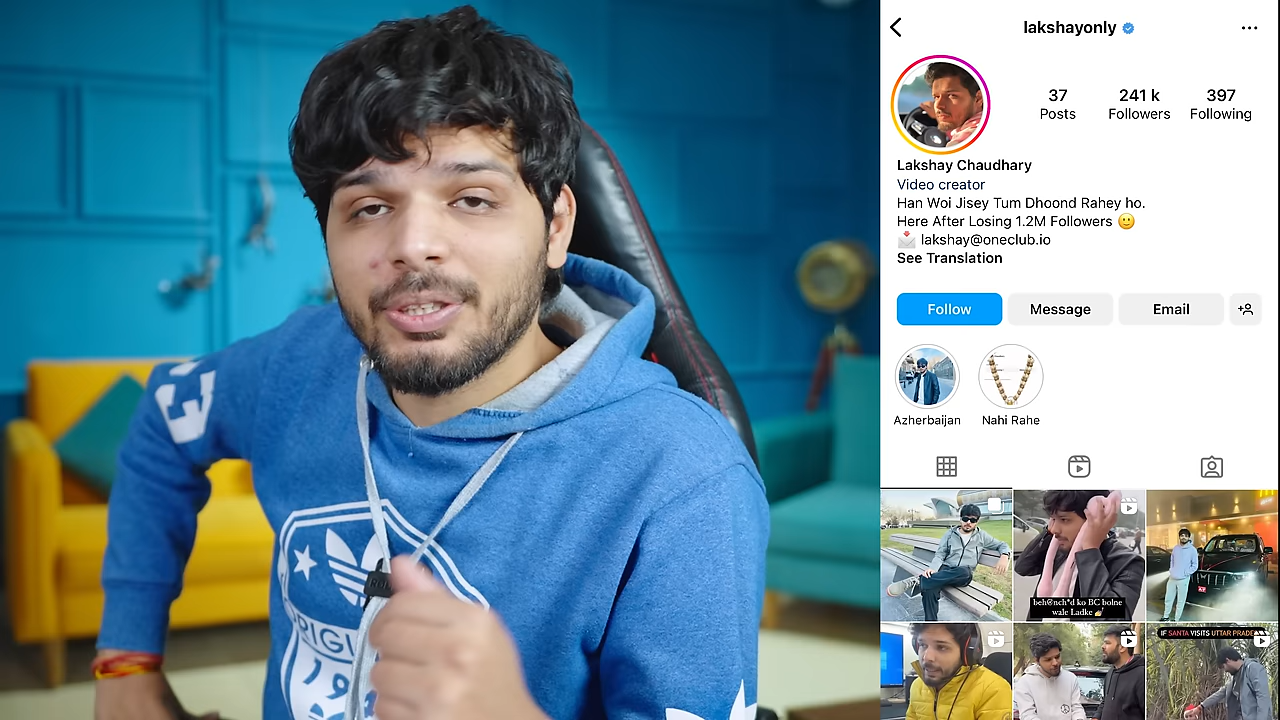 lakshayonly
37
Posts
241 k
Followers
397
Following
Lakshay Chaudhary
Video creator
Han Woi Jisey Tum Dhoond Rahey ho.
Here After Losing 1.2M Followers 🙂
📩 lakshay@oneclub.io
See Translation
Follow
Message
Email
Azherbaijan
Nahi Rahe
beh@nch*d ko BC bolne
wale Ladke
IF SANTA VISITS UTTAR PRADE